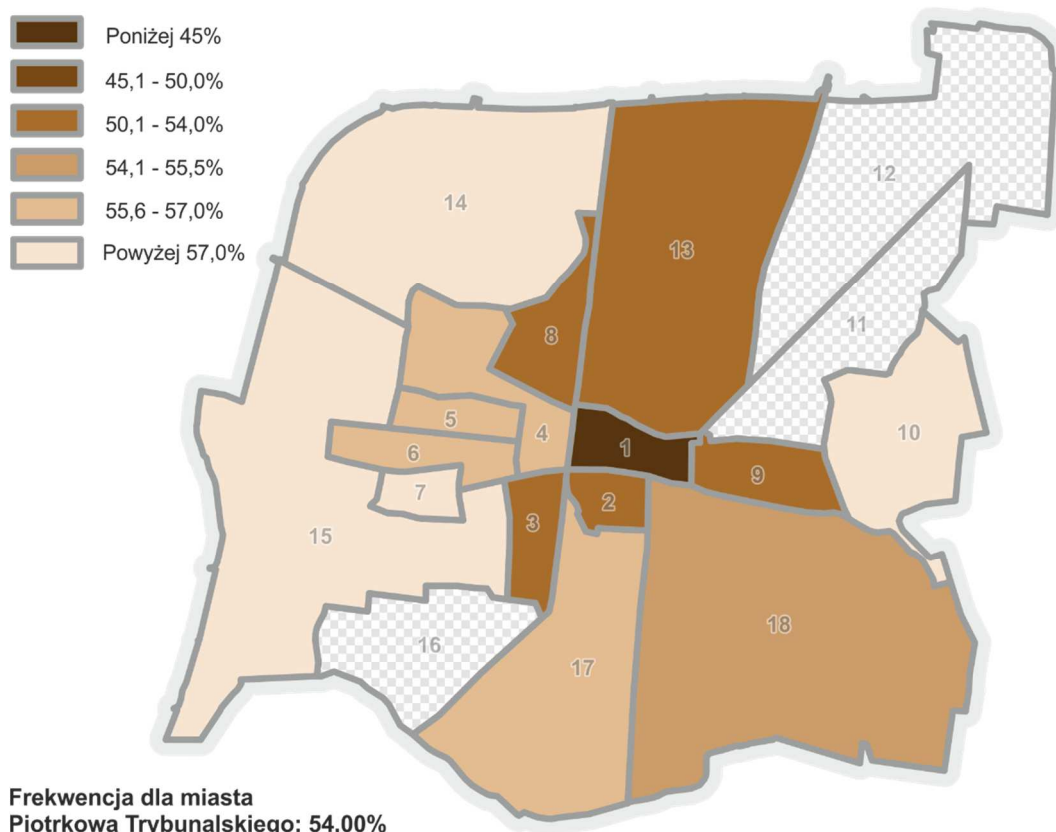 Poniżej 45%
45,1 - 50,0%
50,1 - 54,0%
54,1 - 55,5%
55,6 - 57,0%
Powyżej 57,0%
12
14
13
11
8
5
4
10
6
1
9
7
2
3
15
18
16
17
Frekwencja dla miasta
Piotrkowa Trybunalskiego: 54,00%